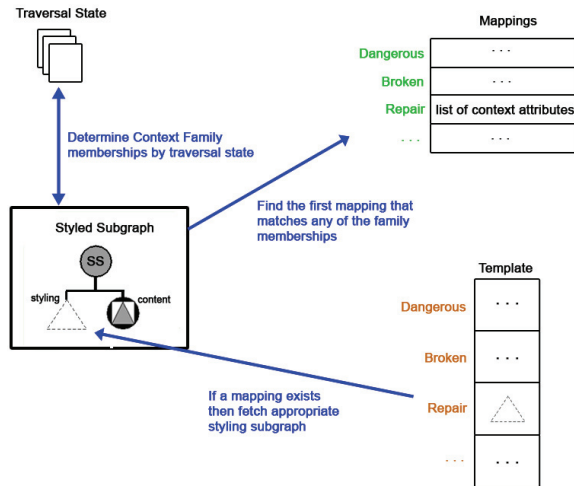 Traversal State
Mappings
Dangerous
. . .
Broken
. . .
Repair
list of context attributes
. . .
. . .
Determine Context Family
memberships by traversal state
Find the first mapping that
matches any of the family
memberships
Styled Subgraph
SS
styling
content
Template
Dangerous
. . .
Broken
. . .
Repair
. . .
. . .
If a mapping exists
then fetch appropriate
styling subgraph